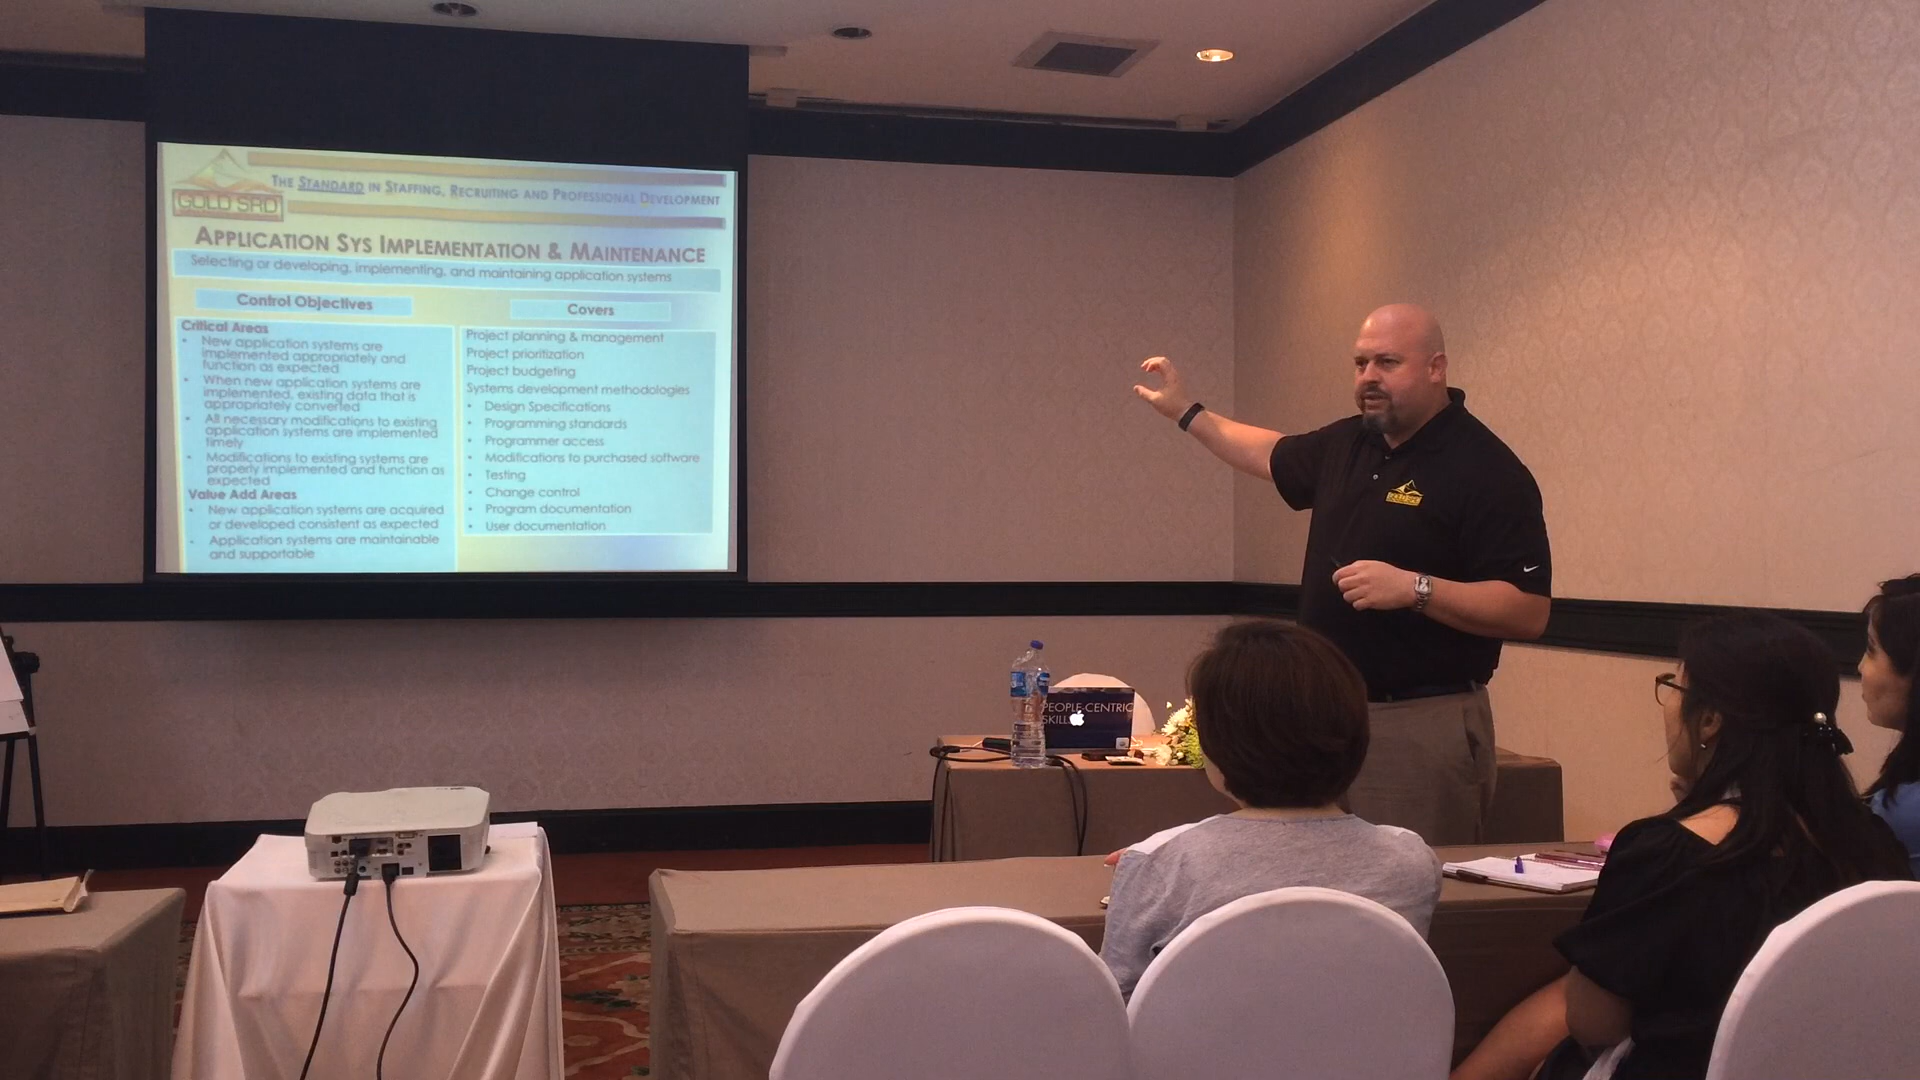 THE STANDARD IN STAFFING, RECRUITING AND PROFESSIONAL DEVELOPMENT
GOLD SRD
APPLICATION SYS IMPLEMENTATION & MAINTENANCE
Selecting or developing, implementing, and maintaining application systems
Control Objectives
Critical Areas
• New application systems are
implemented appropriately and
function as expected
• When new application systems are
implemented, existing data that is
appropriately converted
• All necessary modifications to existing
application systems are implemented
timely
• Modifications to existing systems are
properly implemented and function as
expected
Value Add Areas
• New application systems are acquired
or developed consistent as expected
• Application systems are maintainable
and supportable
Covers
Project planning & management
Project prioritization
Project budgeting
Systems development methodologies
• Design Specifications
• Programming standards
• Programmer access
• Modifications to purchased software
• Testing
• Change control
• Program documentation
• User documentation
GOLD SRD
PEOPLE-CENTRIC
SKILLS